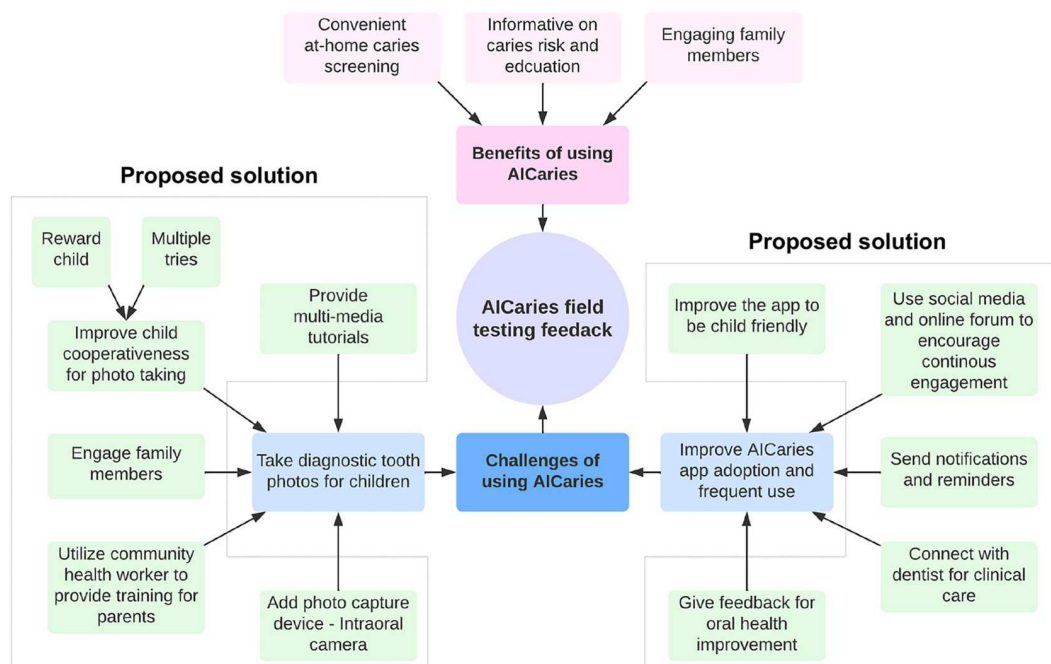 Convenient
at-home caries
screening
Informative on
caries risk and
edcuation
Engaging family
members
Benefits of using
AICaries
Proposed solution
Reward
child
Multiple
tries
Improve child
cooperativeness
for photo taking
Provide
multi-media
tutorials
Engage family
members
Take diagnostic tooth
photos for children
Utilize community
health worker to
provide training for
parents
Add photo capture
device - Intraoral
camera
AICaries field
testing feedack
Challenges of
using AICaries
Proposed solution
Improve the app to
be child friendly
Use social media
and online forum to
encourage
continous
engagement
Improve AICaries
app adoption and
frequent use
Send notifications
and reminders
Connect with
dentist for clinical
care
Give feedback for
oral health
improvement